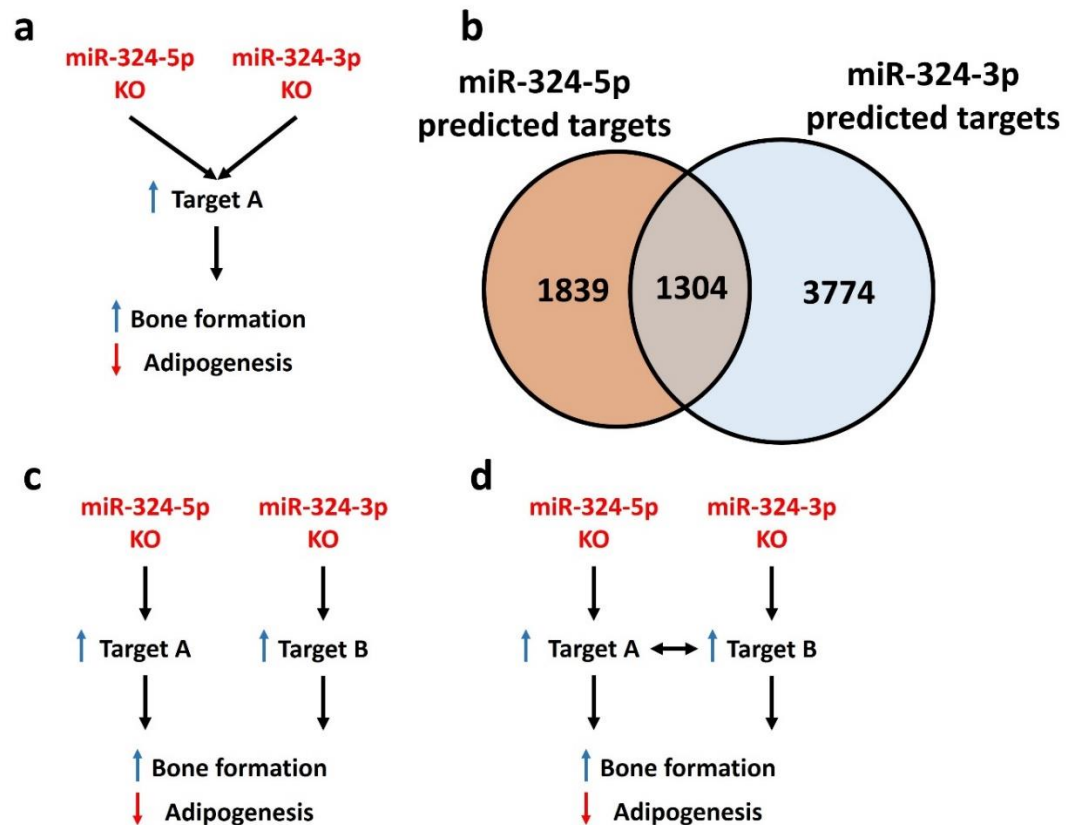 a
miR-324-5p miR-324-3p
KO KO
Target A
Bone formation
Adipogenesis
b
miR-324-5p
predicted targets
miR-324-3p
predicted targets
1839 1304 3774
c
miR-324-5p miR-324-3p
KO KO
Target A Target B
Bone formation
Adipogenesis
d
miR-324-5p miR-324-3p
KO KO
Target A Target B
Bone formation
Adipogenesis